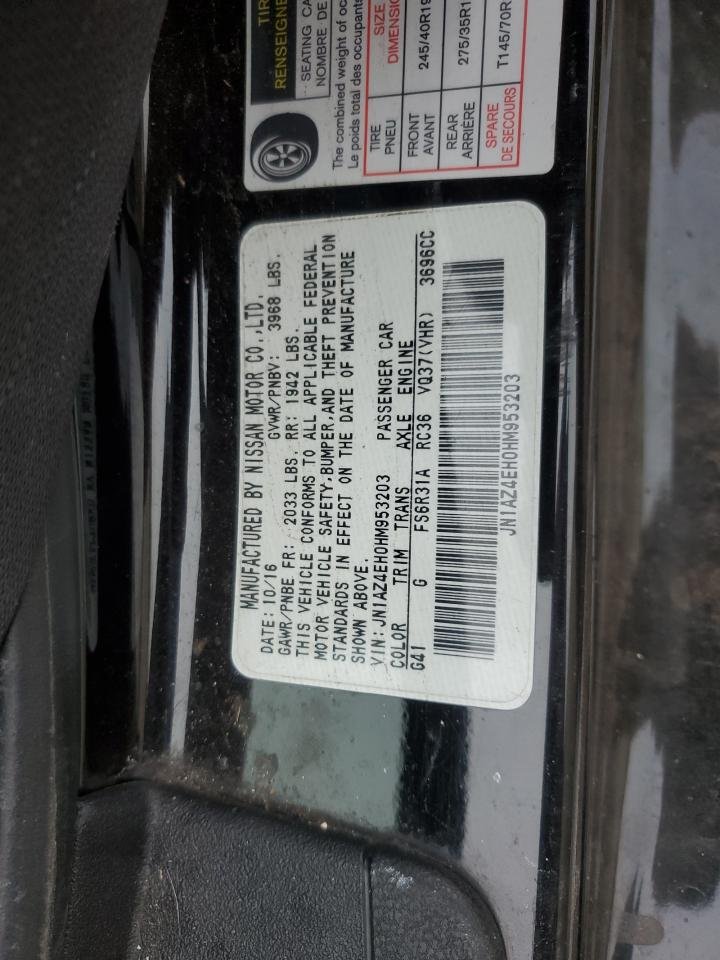 MANUFACTURED BY NISSAN MOTOR CO.,LTD.
DATE: 10/16 GVWR/PNBV: 3968 LBS.
GAWR/PNBE FR: 2033 LBS. RR: 1942 LBS.
THIS VEHICLE CONFORMS TO ALL APPLICABLE FEDERAL
MOTOR VEHICLE SAFETY,BUMPER,AND THEFT PREVENTION
STANDARDS IN EFFECT ON THE DATE OF MANUFACTURE
SHOWN ABOVE.
VIN:JN1AZ4EH0HM953203 PASSENGER CAR
COLOR TRIM TRANS AXLE ENGINE
G41 G FS6R31A RC36 VQ37(VHR) 3696CC
JN1AZ4EH0HM953203
TIRE
RENSEIGNE
SEATING CA
NOMBRE DE
The combined weight of oc
Le poids total des occupants
TIRE SIZE
PNEU DIMENSI
FRONT 245/40R19
AVANT
REAR 275/35R1
ARRIÈRE
SPARE T145/70R
DE SECOURS